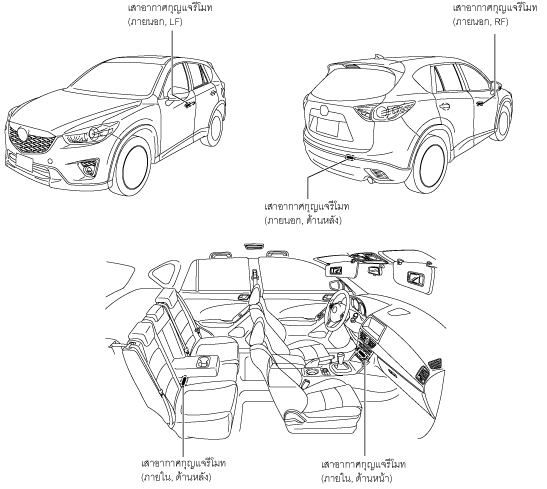 เสาอากาศกุญแจรีโมท
(ภายนอก, LF)
เสาอากาศกุญแจรีโมท
(ภายนอก, RF)
เสาอากาศกุญแจรีโมท
(ภายนอก, ด้านหลัง)
เสาอากาศกุญแจรีโมท
(ภายใน, ด้านหลัง)
เสาอากาศกุญแจรีโมท
(ภายใน, ด้านหน้า)